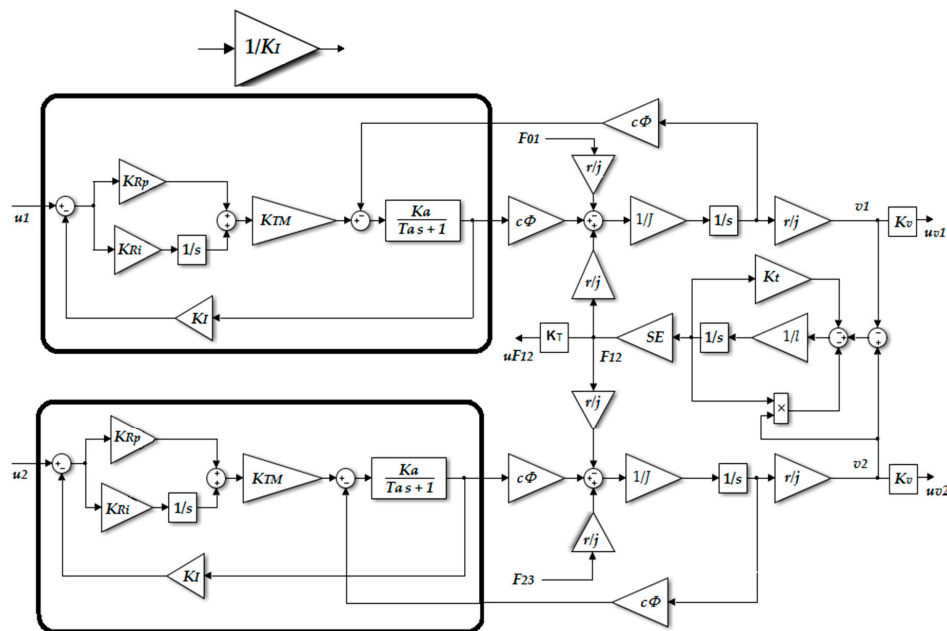 1/KI
cΦ
F01
r/j
KRp
u1
+-
+
+
KTM
+-
Ka
Tas+1
cΦ
1/J
1/s
r/j
v1
Kv
uv1
KRi
1/s
KI
r/j
Kt
uF12
KT
F12
SE
1/s
1/l
r/j
×
KRp
u2
+-
+
+
KTM
+-
Ka
Tas+1
cΦ
1/J
1/s
r/j
v2
Kv
uv2
KRi
1/s
KI
r/j
F23
cΦ